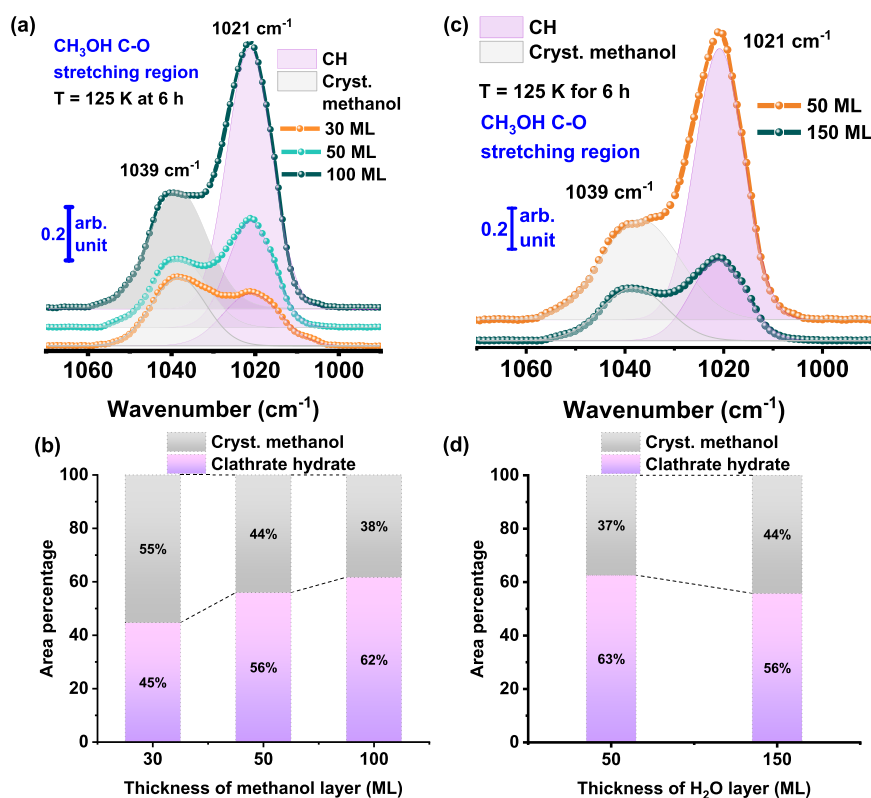 (a)
1021 cm⁻¹
CH₃OH C-O
stretching region
T = 125 K at 6 h
CH
Cryst.
methanol
30 ML
50 ML
100 ML
1039 cm⁻¹
0.2
arb.
unit
1060
1040
1020
1000
Wavenumber (cm⁻¹)
(c)
CH
Cryst. methanol
1021 cm⁻¹
T = 125 K for 6 h
CH₃OH C-O
stretching region
50 ML
150 ML
1039 cm⁻¹
0.2
arb.
unit
1060
1040
1020
1000
Wavenumber (cm⁻¹)
(b)
Cryst. methanol
Clathrate hydrate
Area percentage
100
80
60
40
20
0
55%
44%
38%
45%
56%
62%
30
50
100
Thickness of methanol layer (ML)
(d)
Cryst. methanol
Clathrate hydrate
Area percentage
100
80
60
40
20
0
37%
44%
63%
56%
50
150
Thickness of H₂O layer (ML)